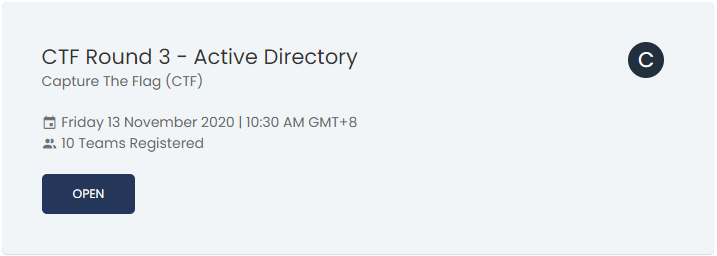 CTF Round 3 - Active Directory
C
Capture The Flag (CTF)
Friday 13 November 2020 | 10:30 AM GMT+8
10 Teams Registered
OPEN